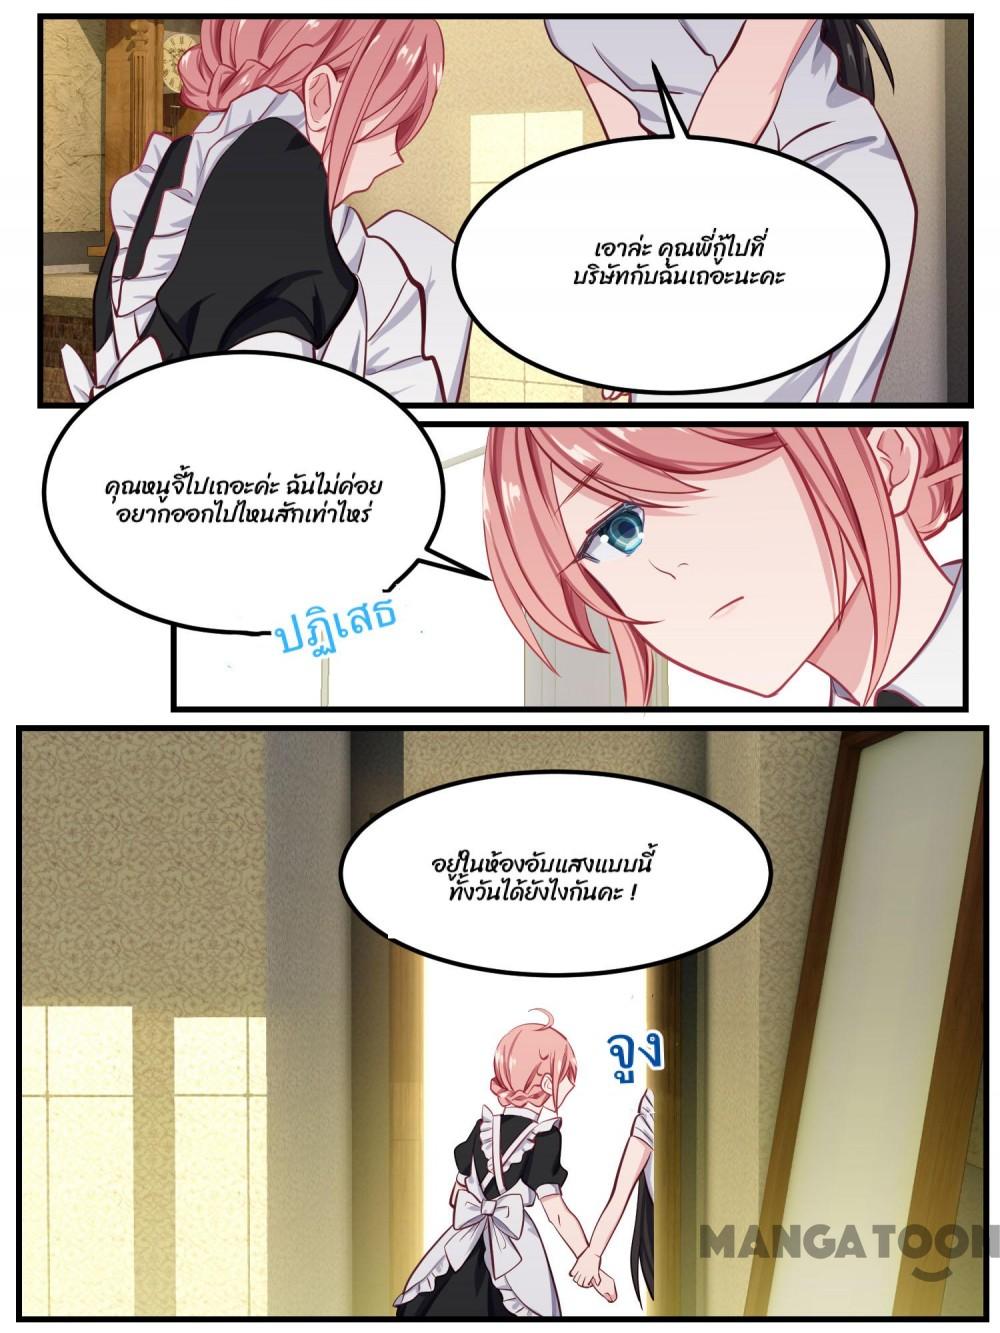 เอาล่ะ คุณพี่กู้ไปที่
บริษัทกับฉันเถอะนะคะ
คุณหนูจี้ไปเถอะค่ะ ฉันไม่ค่อย
อยากออกไปไหนสักเท่าไหร่
ปฏิเสธ
อยู่ในห้องอับแสงแบบนี้
ทั้งวันได้ยังไงกันคะ !
จูง
MANGATOON